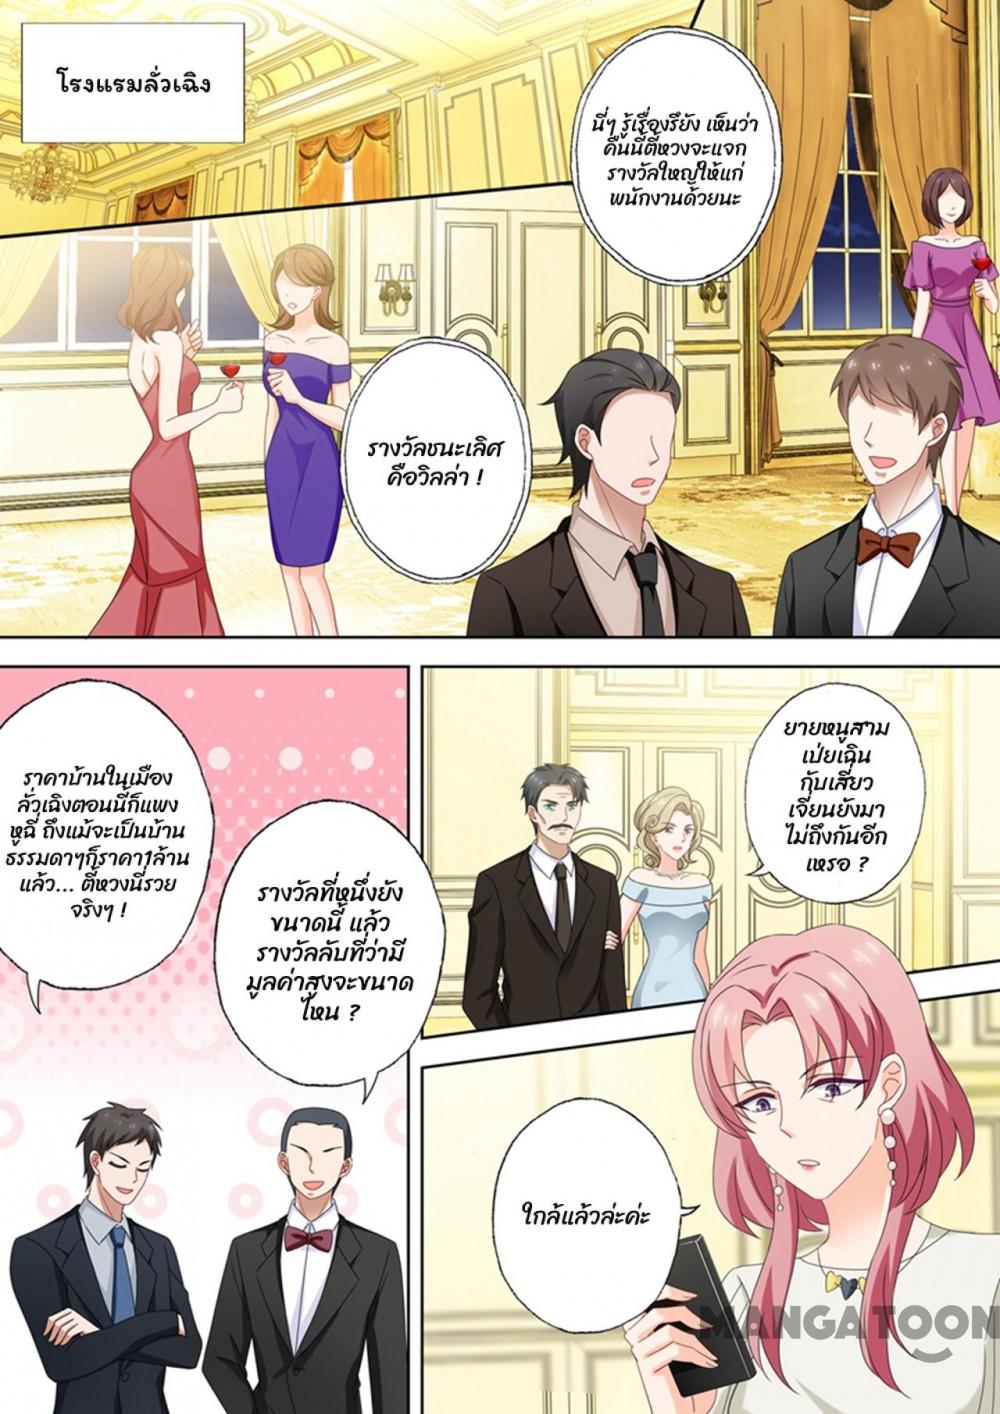 โรงแรมลั่วเฉิง
นี่ๆ รู้เรื่องรึยัง เห็นว่า
คืนนี้ตี้หวงจะแจก
รางวัลใหญ่ให้แก่
พนักงานด้วยนะ
รางวัลชนะเลิศ
คือวิลล่า !
ราคาบ้านในเมือง
ลั่วเฉิงตอนนี้ก็แพง
หูฉี่ ถึงแม้จะเป็นบ้าน
ธรรมดาๆก็ราคา1ล้าน
แล้ว... ตี้หวงนี่รวย
จริงๆ !
รางวัลที่หนึ่งยัง
ขนาดนี้ แล้ว
รางวัลลับที่ว่ามี
มูลค่าสูงจะขนาด
ไหน ?
ยายหนูสาม
เป่ยเฉิน
กับเสี่ยว
เจี่ยนยังมา
ไม่ถึงกันอีก
เหรอ ?
ใกล้แล้วล่ะค่ะ
MANGATOON